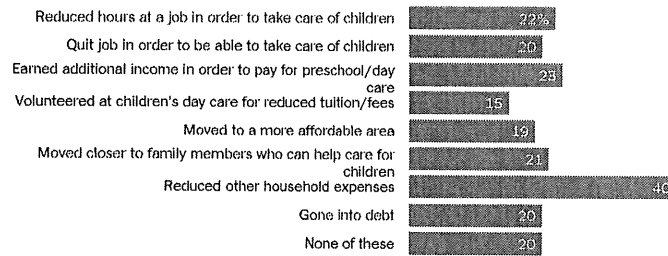 Reduced hours at a job in order to take care of children 22%
Quit job in order to be able to take care of children 20
Earned additional income in order to pay for preschool/day
care 23
Volunteered at children's day care for reduced tuition/fees 15
Moved to a more affordable area 19
Moved closer to family members who can help care for
children 21
Reduced other household expenses 40
Gone into debt 20
None of these 20